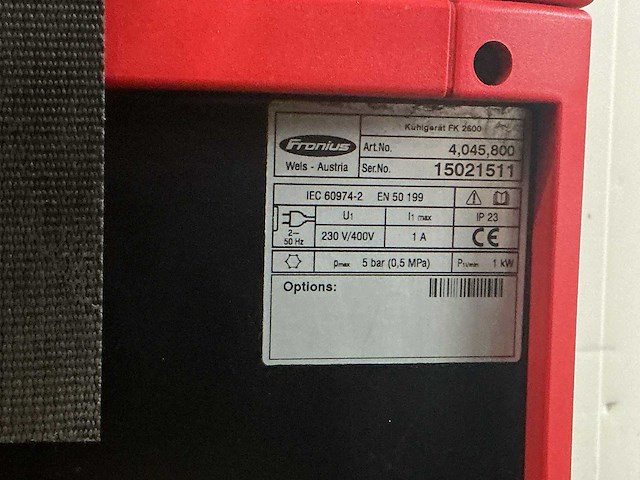 Kühlgerät FK 2600
Fronius
Art.No. 4,045,800
Wels - Austria
Ser.No. 15021511
IEC 60974-2 EN 50 199
U1 I1 max IP 23
2~
50 Hz
230 V/400V 1 A CE
pmax 5 bar (0,5 MPa) P1l/min 1 kW
Options: